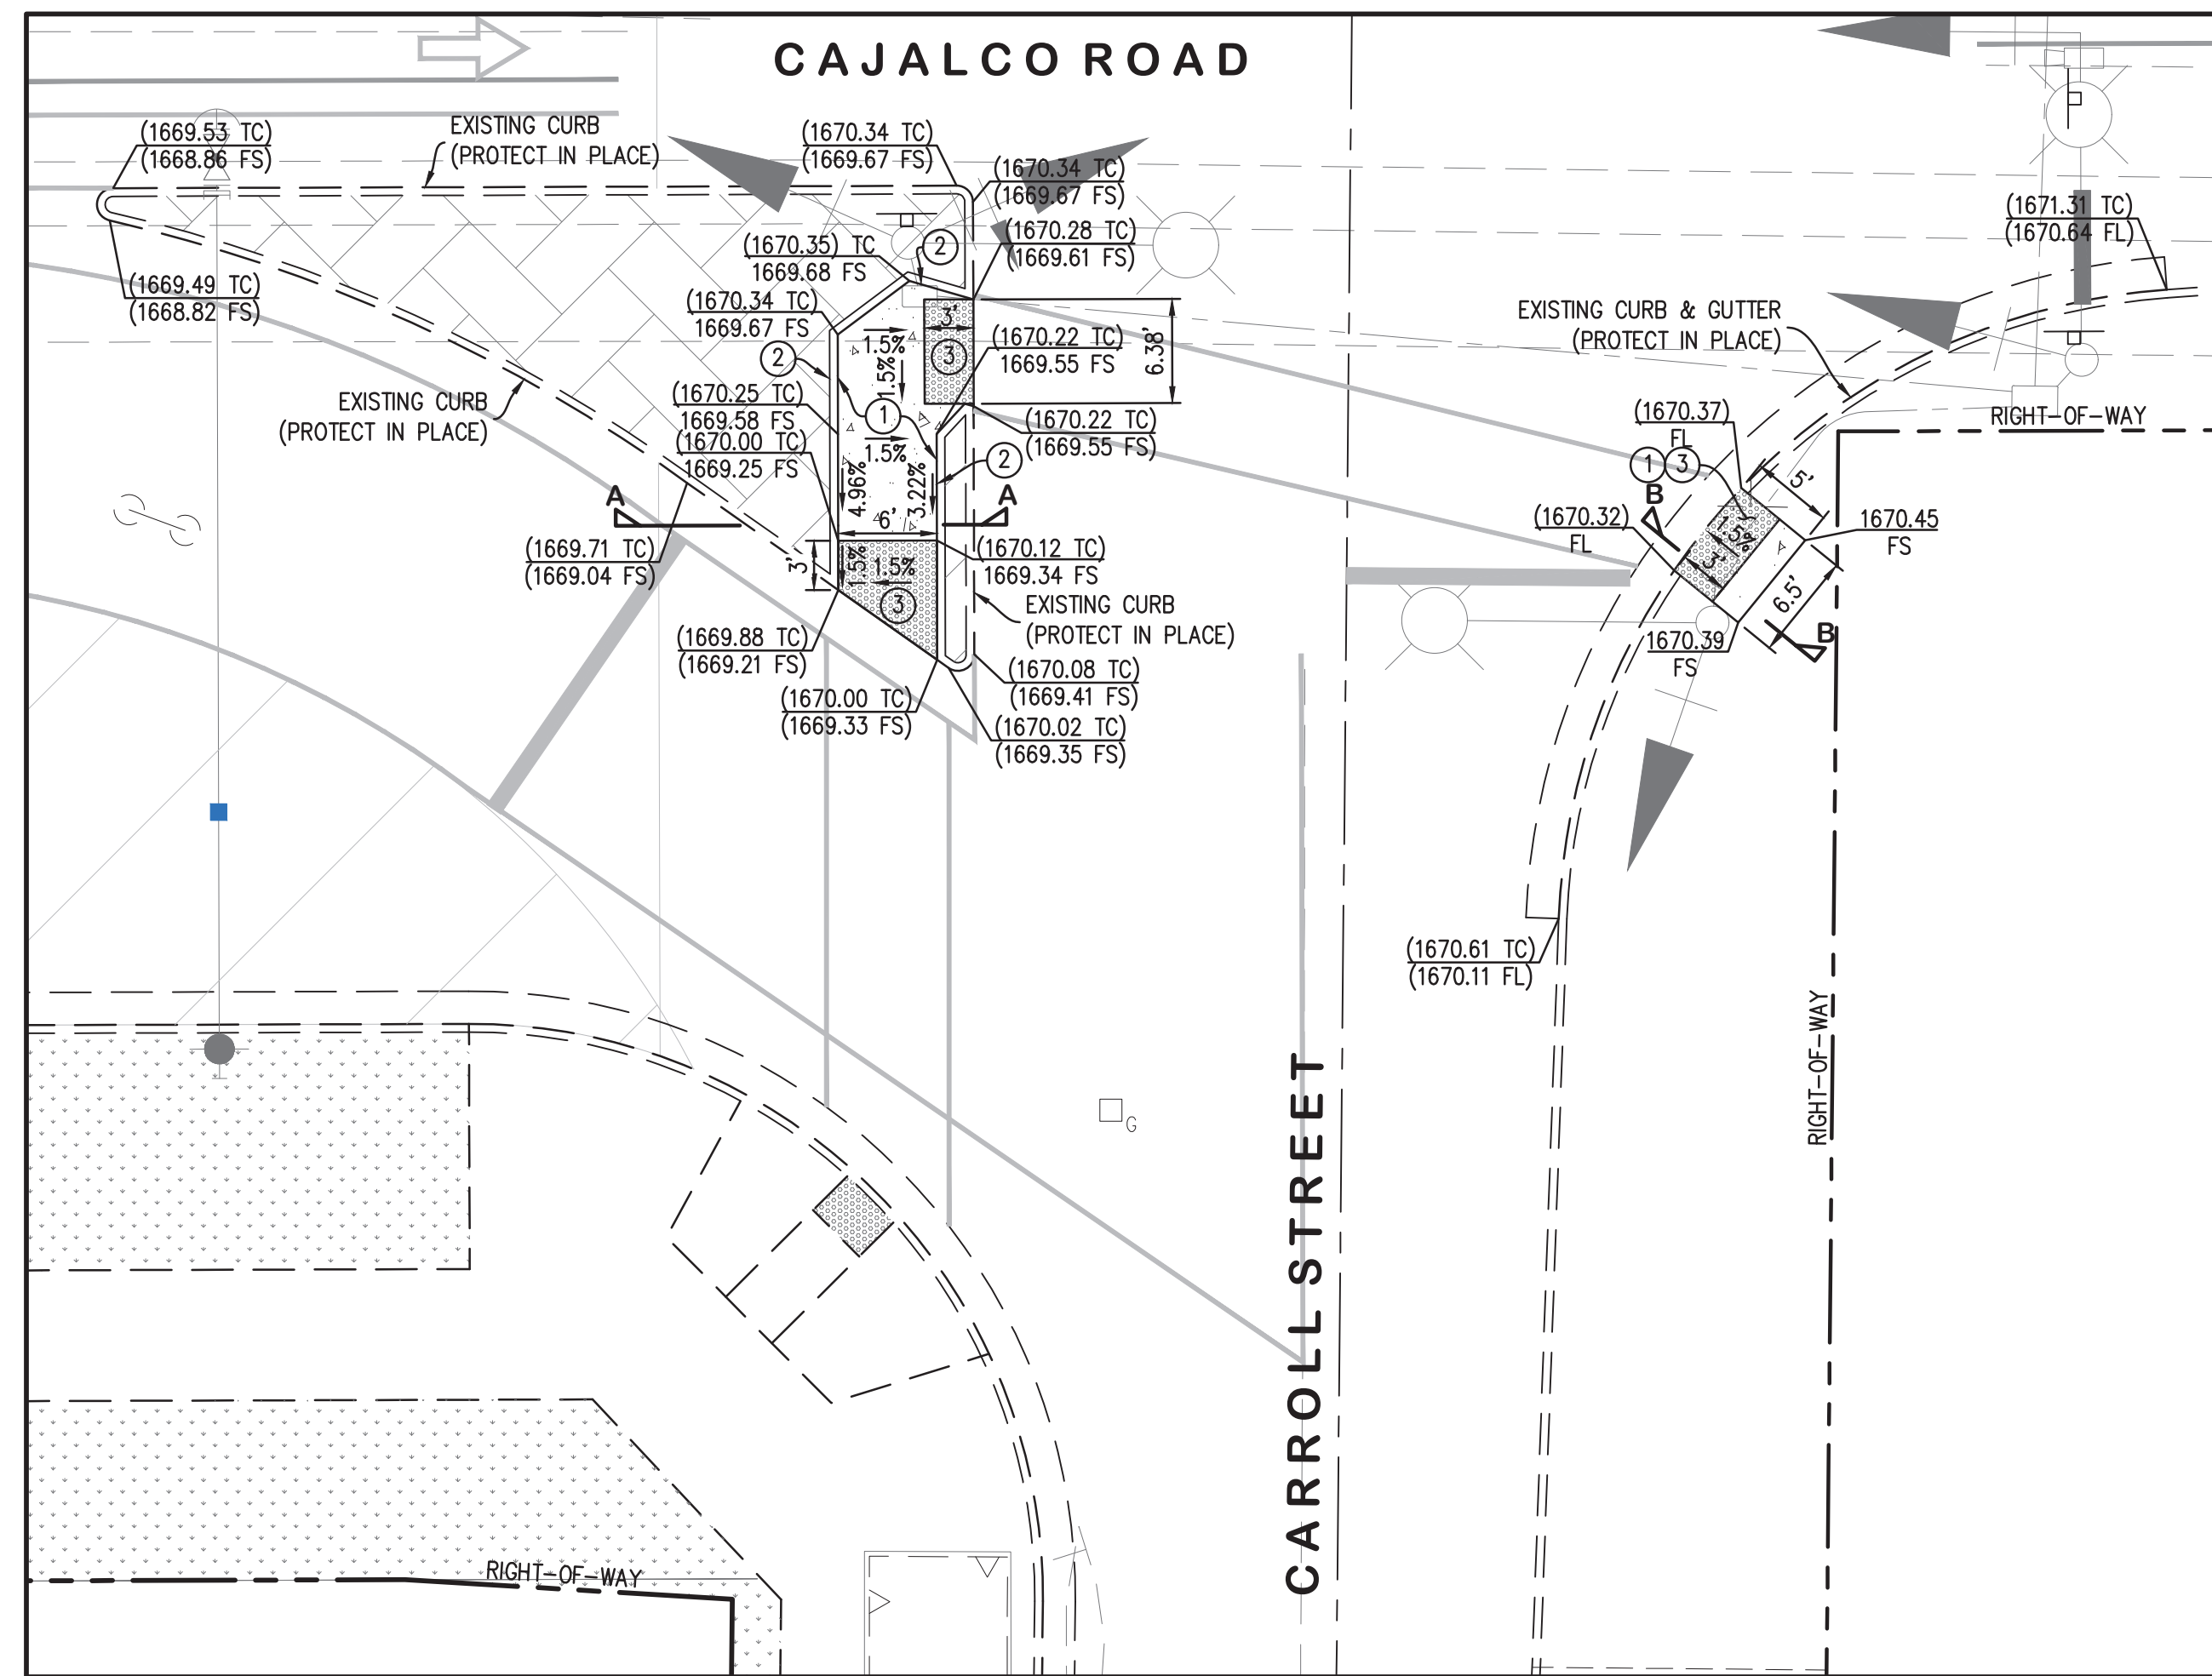 CAJALCO ROAD
(1669.53 TC)
(1668.86 FS)
EXISTING CURB
(PROTECT IN PLACE)
(1670.34 TC)
(1669.67 FS)
(1670.34 TC)
(1669.67 FS)
(1671.31 TC)
(1670.64 FL)
(1670.28 TC)
(1669.61 FS)
(1670.35) TC
1669.68 FS
2
(1669.49 TC)
(1668.82 FS)
(1670.34 TC)
1669.67 FS
EXISTING CURB & GUTTER
(PROTECT IN PLACE)
3'
3
1.5%
1.5%
6.38'
(1670.22 TC)
1669.55 FS
2
EXISTING CURB
(PROTECT IN PLACE)
(1670.25 TC)
1669.58 FS
1
(1670.22 TC)
(1669.55 FS)
(1670.37)
FL
RIGHT-OF-WAY
(1670.00 TC)
1669.25 FS
1.5%
2
1
3
5'
4.96%
3.22%
A
A
B
6'
(1670.32)
FL
1670.45
FS
1.5%
3'
(1669.71 TC)
(1669.04 FS)
3'
1.5%
1.5%
(1670.12 TC)
1669.34 FS
3
EXISTING CURB
(PROTECT IN PLACE)
6.5'
(1669.88 TC)
(1669.21 FS)
1670.39
FS
B
(1670.08 TC)
(1669.41 FS)
(1670.00 TC)
(1669.33 FS)
(1670.02 TC)
(1669.35 FS)
(1670.61 TC)
(1670.11 FL)
RIGHT-OF-WAY
G
CARROLL STREET
RIGHT-OF-WAY